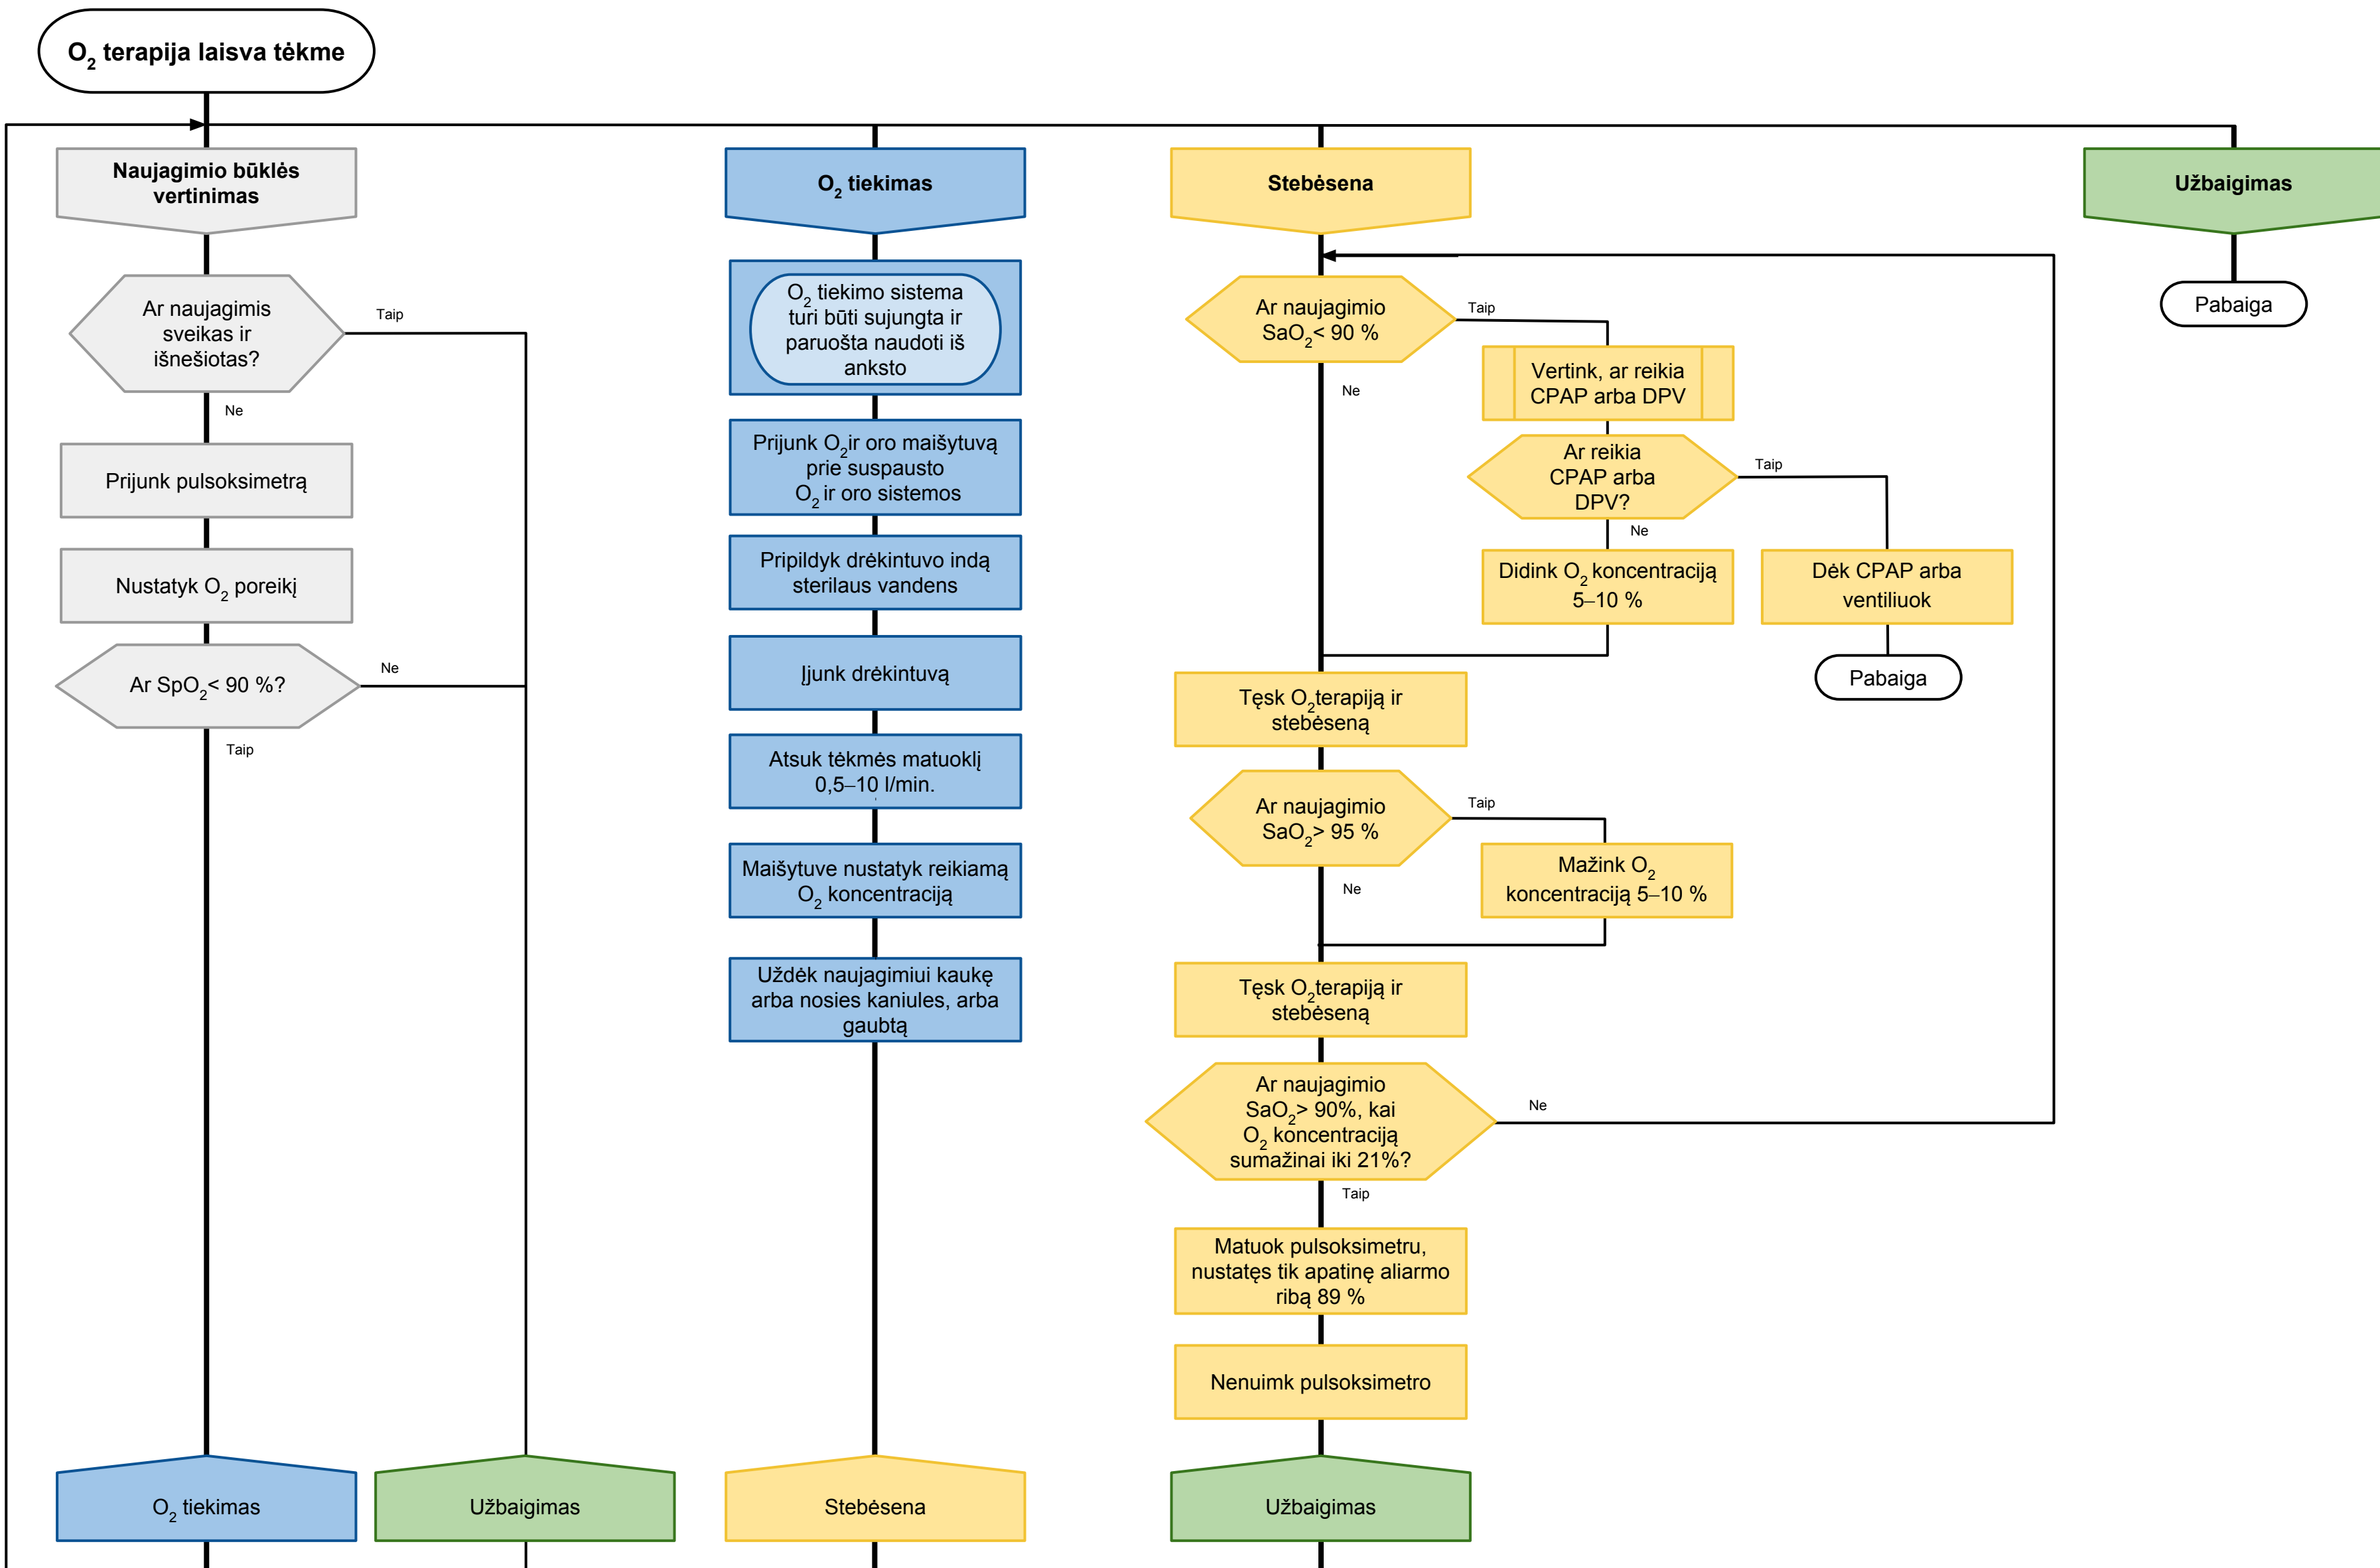 O2 terapija laisva tėkme
Naujagimio būklės
vertinimas
Ar naujagimis
sveikas ir
išnešiotas?
Taip
Ne
Prijunk pulsoksimetrą
Nustatyk O2 poreikį
Ar SpO2< 90 %?
Ne
Taip
O2 tiekimas
Užbaigimas
O2 tiekimas
O2 tiekimo sistema
turi būti sujungta ir
paruošta naudoti iš
anksto
Prijunk O2ir oro maišytuvą
prie suspausto
O2 ir oro sistemos
Pripildyk drėkintuvo indą
sterilaus vandens
Įjunk drėkintuvą
Atsuk tėkmės matuoklį
0,5–10 l/min.
Maišytuve nustatyk reikiamą
O2 koncentraciją
Uždėk naujagimiui kaukę
arba nosies kaniules, arba
gaubtą
Stebėsena
Stebėsena
Ar naujagimio
SaO2< 90 %
Taip
Ne
Vertink, ar reikia
CPAP arba DPV
Ar reikia
CPAP arba
DPV?
Taip
Ne
Didink O2 koncentraciją
5–10 %
Dėk CPAP arba
ventiliuok
Pabaiga
Tęsk O2terapiją ir
stebėseną
Ar naujagimio
SaO2> 95 %
Taip
Ne
Mažink O2
koncentraciją 5–10 %
Tęsk O2terapiją ir
stebėseną
Ar naujagimio
SaO2> 90%, kai
O2 koncentraciją
sumažinai iki 21%?
Ne
Taip
Matuok pulsoksimetru,
nustatęs tik apatinę aliarmo
ribą 89 %
Nenuimk pulsoksimetro
Užbaigimas
Užbaigimas
Pabaiga